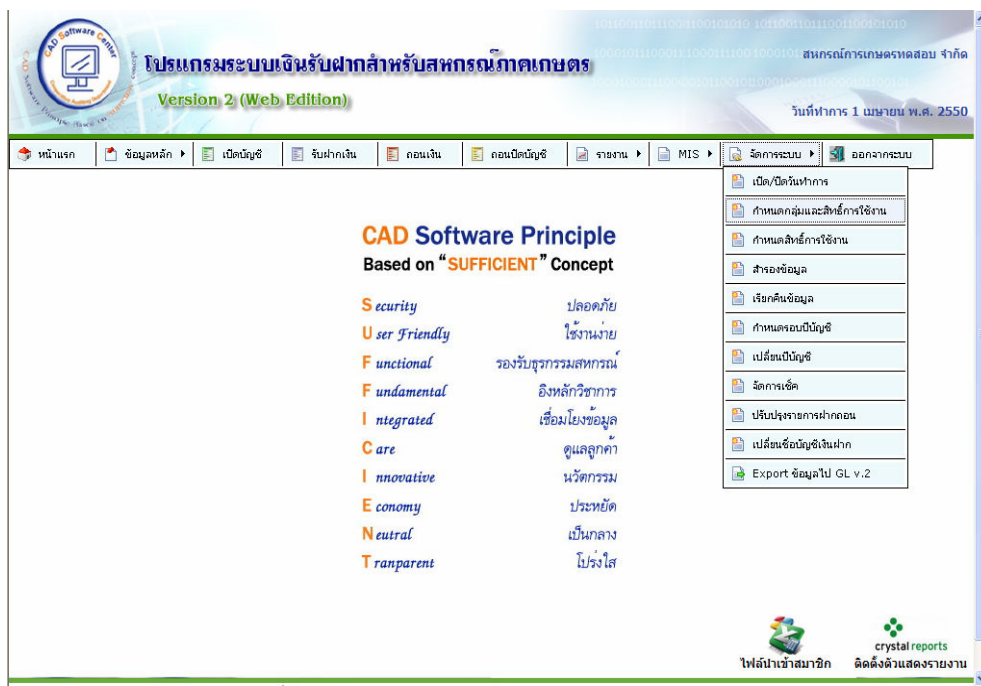 CAD Software Center
โปรแกรมระบบเงินรับฝากสำหรับสหกรณ์ภาคเกษตร
Version 2 (Web Edition)
สหกรณ์การเกษตรทดสอบ จำกัด
วันที่ทำการ 1 เมษายน พ.ศ. 2550
หน้าแรก ข้อมูลหลัก เปิดบัญชี รับฝากเงิน ถอนเงิน ถอนปิดบัญชี รายงาน MIS จัดการระบบ ออกจากระบบ
เปิด/ปิดวันทำการ
กำหนดกลุ่มและสิทธิ์การใช้งาน
กำหนดสิทธิ์การใช้งาน
สำรองข้อมูล
เรียกคืนข้อมูล
กำหนดรอบปีบัญชี
เปลี่ยนปีบัญชี
จัดการเช็ค
ปรับปรุงรายการฝากถอน
เปลี่ยนชื่อบัญชีเงินฝาก
Export ข้อมูลไป GL v.2
CAD Software Principle
Based on "SUFFICIENT" Concept
Security ปลอดภัย
User Friendly ใช้งานง่าย
Functional รองรับธุรกรรมสหกรณ์
Fundamental อิงหลักวิชาการ
Integrated เชื่อมโยงข้อมูล
Care ดูแลลูกค้า
Innovative นวัตกรรม
Economy ประหยัด
Neutral เป็นกลาง
Tranparent โปร่งใส
crystal reports
ไฟล์นำเข้าสมาชิก ติดตั้งตัวแสดงรายงาน